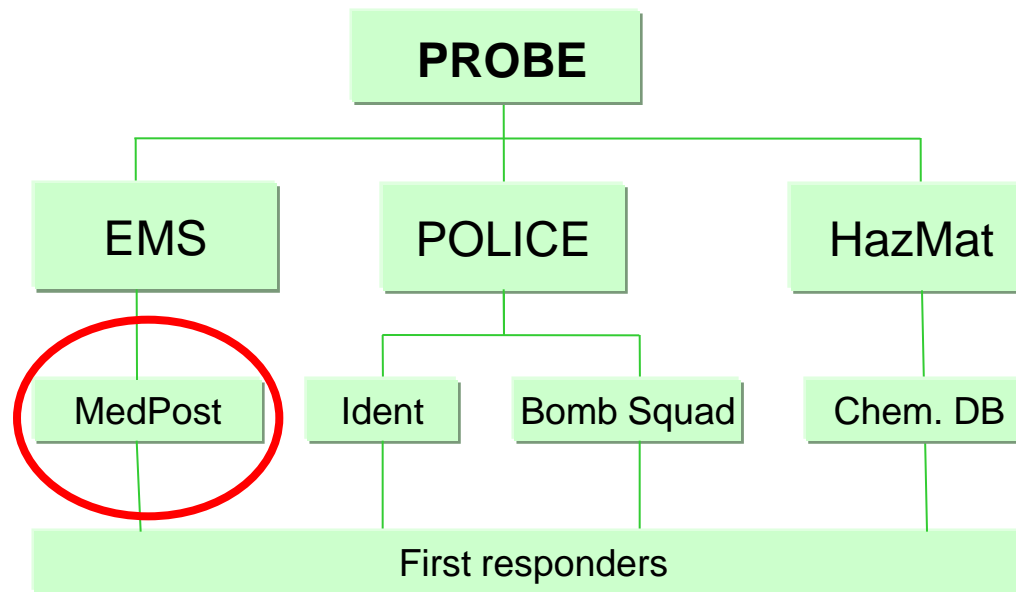 PROBE
EMS
POLICE
HazMat
MedPost
Ident
Bomb Squad
Chem. DB
First responders